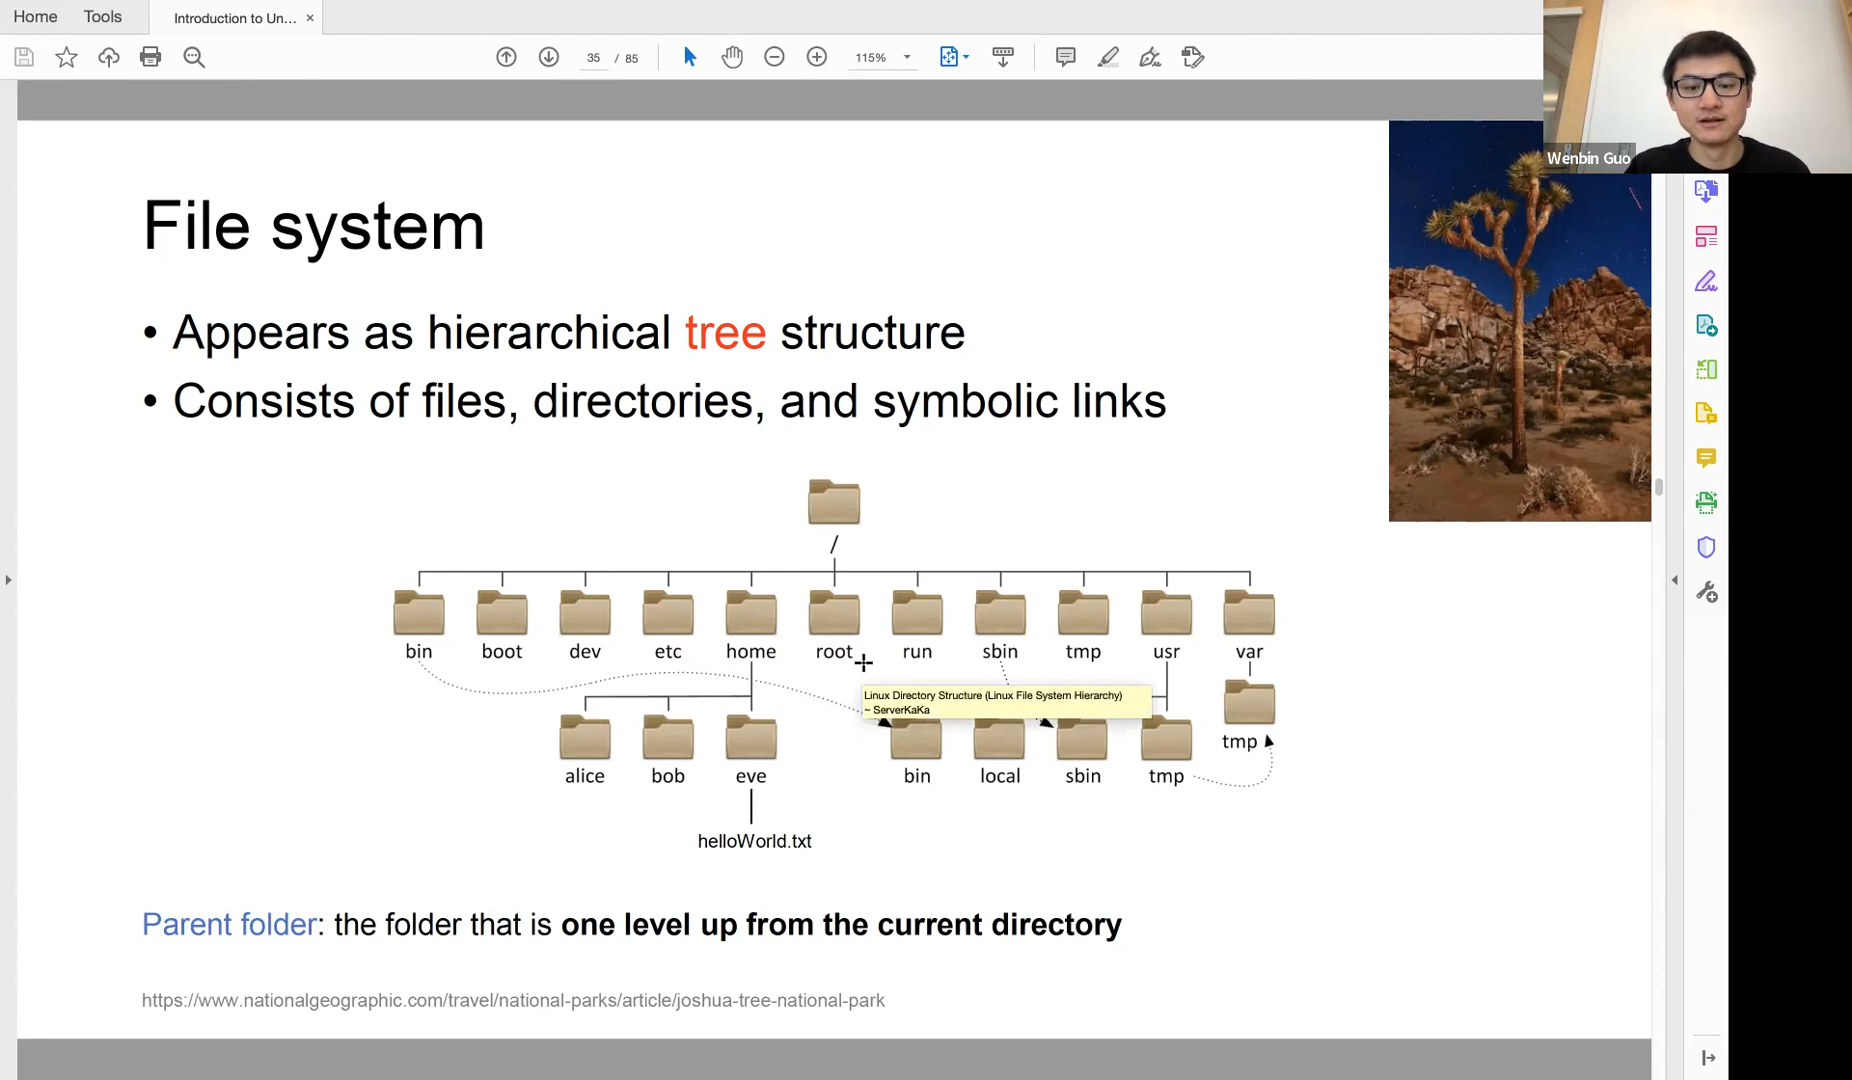 Home
Tools
Introduction to Un...
×
35 / 85
115%
Wenbin Guo
File system
• Appears as hierarchical tree structure
• Consists of files, directories, and symbolic links
/
bin
boot
dev
etc
home
root
run
sbin
tmp
usr
var
Linux Directory Structure (Linux File System Hierarchy)
~ ServerKaKa
alice
bob
eve
bin
local
sbin
tmp
tmp
helloWorld.txt
Parent folder: the folder that is one level up from the current directory
https://www.nationalgeographic.com/travel/national-parks/article/joshua-tree-national-park